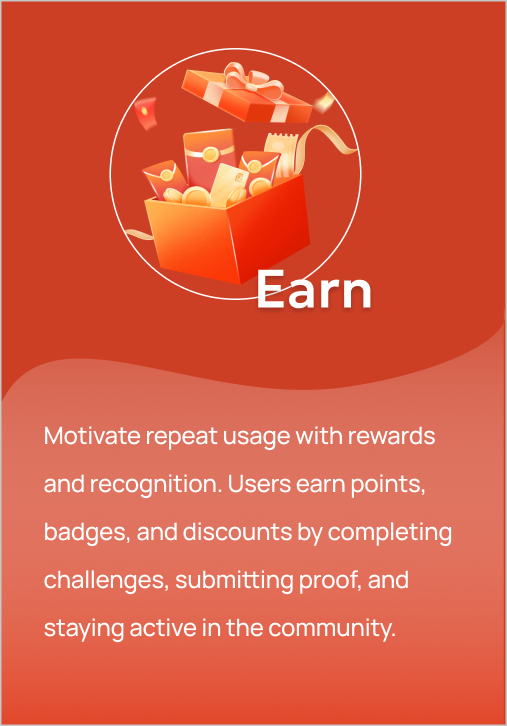 Earn
Motivate repeat usage with rewards
and recognition. Users earn points,
badges, and discounts by completing
challenges, submitting proof, and
staying active in the community.